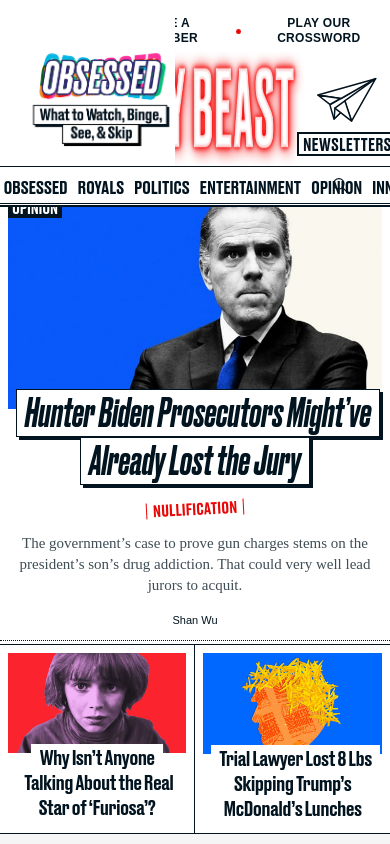 E A
BER
PLAY OUR
CROSSWORD
OBSESSED
What to Watch, Binge,
See, & Skip
Y BEAST
NEWSLETTERS
OBSESSED ROYALS POLITICS ENTERTAINMENT OPINION INN
OPINION
Hunter Biden Prosecutors Might’ve
Already Lost the Jury
NULLIFICATION
The government’s case to prove gun charges stems on the
president’s son’s drug addiction. That could very well lead
jurors to acquit.
Shan Wu
Why Isn’t Anyone
Talking About the Real
Star of ‘Furiosa’?
Trial Lawyer Lost 8 Lbs
Skipping Trump’s
McDonald’s Lunches